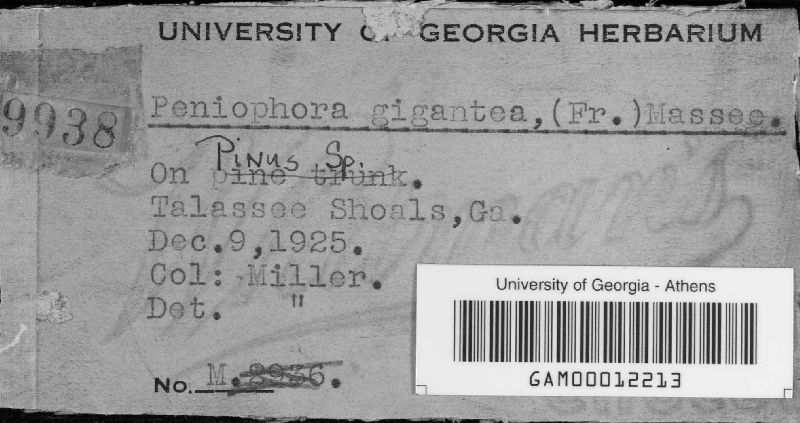 UNIVERSITY OF GEORGIA HERBARIUM
9938
Peniophora gigantea,(Fr.)Massee.
Pinus Sp.
On pine trunk.
Talassee Shoals,Ga.
Dec.9,1925.
Col: Miller.
Det. "
No. M.
University of Georgia - Athens
GAM00012213